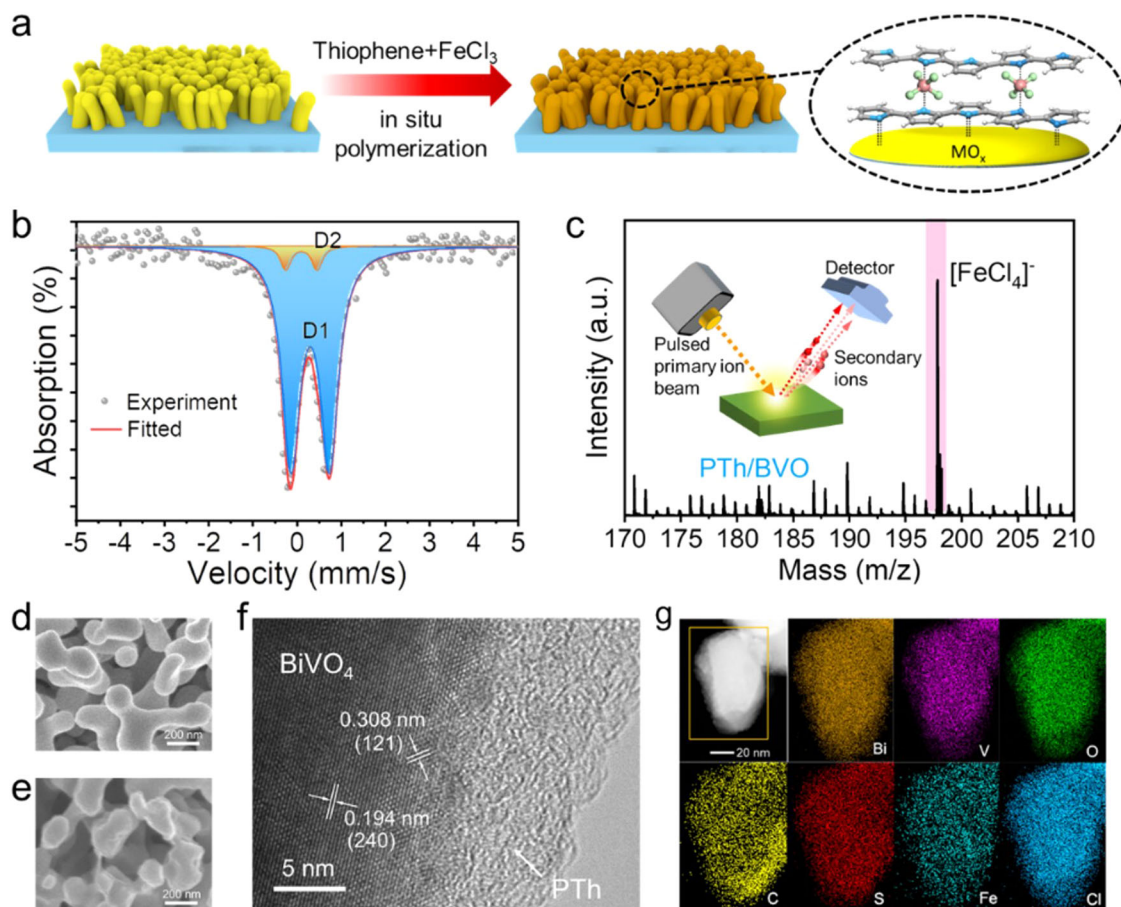 a
Thiophene+FeCl₃
in situ
polymerization
MOₓ
b
D2
D1
Experiment
Fitted
Absorption (%)
-5 -4 -3 -2 -1 0 1 2 3 4 5
Velocity (mm/s)
c
Detector
[FeCl₄]⁻
Pulsed
primary ion
beam
Secondary
ions
PTh/BVO
Intensity (a.u.)
170 175 180 185 190 195 200 205 210
Mass (m/z)
d
200 nm
e
200 nm
f
BiVO₄
0.308 nm
(121)
0.194 nm
(240)
5 nm
PTh
g
20 nm
Bi
V
O
C
S
Fe
Cl